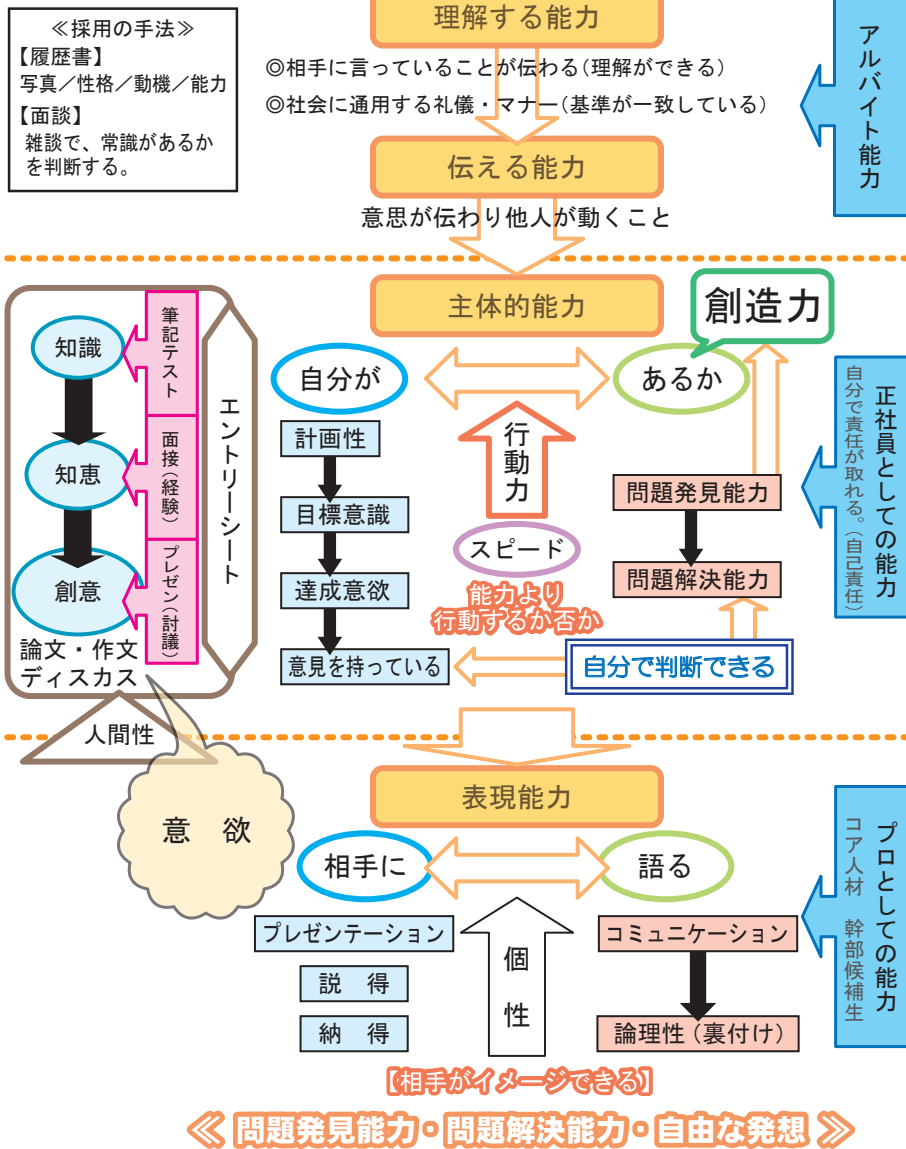 ≪採用の手法≫
【履歴書】
写真／性格／動機／能力
【面談】
雑談で、常識があるか
を判断する。
理解する能力
◎相手に言っていることが伝わる（理解ができる）
◎社会に通用する礼儀・マナー（基準が一致している）
伝える能力
意思が伝わり他人が動くこと
アルバイト能力
主体的能力
創造力
自分が
あるか
計画性
目標意識
達成意欲
意見を持っている
行動力
スピード
能力より
行動するか否か
問題発見能力
問題解決能力
自分で判断できる
正社員としての能力
自分で責任が取れる。（自己責任）
知識
知恵
創意
筆記テスト
面接（経験）
プレゼン（討議）
エントリーシート
論文・作文
ディスカス
人間性
意　欲
表現能力
相手に
語る
プレゼンテーション
説　得
納　得
個性
コミュニケーション
論理性（裏付け）
プロとしての能力
コア人材　幹部候補生
【相手がイメージできる】
≪ 問題発見能力・問題解決能力・自由な発想 ≫